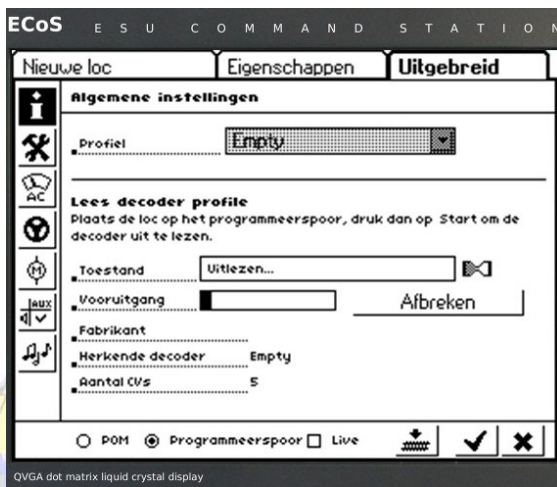 ECoS ESU COMMAND STATION
Nieuwe loc Eigenschappen Uitgebreid
Algemene instellingen
Profiel Empty
AC
Lees decoder profile
Plaats de loc op het programmeerspoor, druk dan op Start om de
decoder uit te lezen.
M
Toestand Uitlezen...
AUX
Vooruitgang Afbreken
Fabrikant
Herkende decoder Empty
Aantal CVs 5
POM Programmeerspoor Live
QVGA dot matrix liquid crystal display